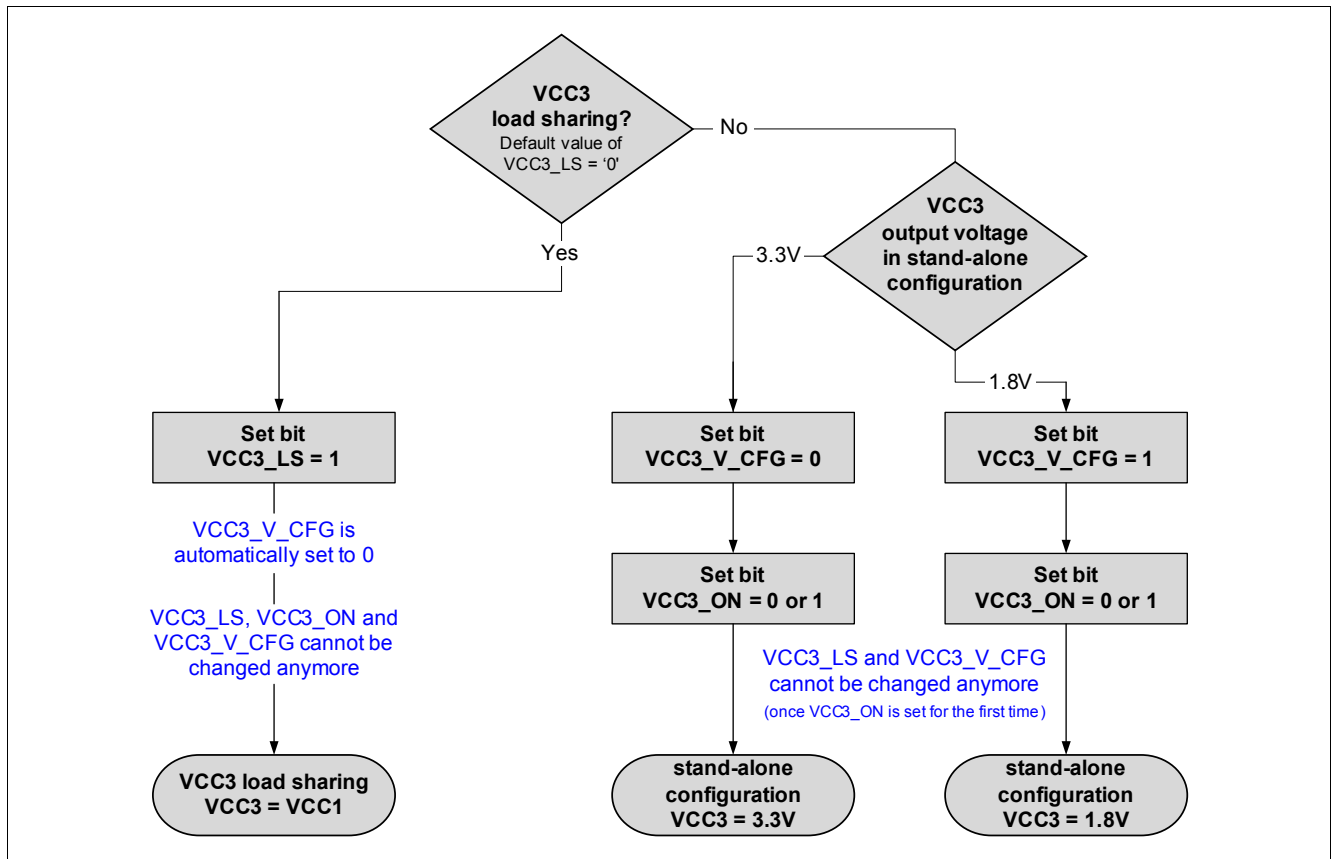 VCC3
load sharing?
Default value of
VCC3_LS = ‘0'
No
Yes
VCC3
output voltage
in stand-alone
configuration
3.3V
1.8V
Set bit
VCC3_LS = 1
VCC3_V_CFG is
automatically set to 0
VCC3_LS, VCC3_ON and
VCC3_V_CFG cannot be
changed anymore
VCC3 load sharing
VCC3 = VCC1
Set bit
VCC3_V_CFG = 0
Set bit
VCC3_ON = 0 or 1
Set bit
VCC3_V_CFG = 1
Set bit
VCC3_ON = 0 or 1
VCC3_LS and VCC3_V_CFG
cannot be changed anymore
(once VCC3_ON is set for the first time)
stand-alone
configuration
VCC3 = 3.3V
stand-alone
configuration
VCC3 = 1.8V